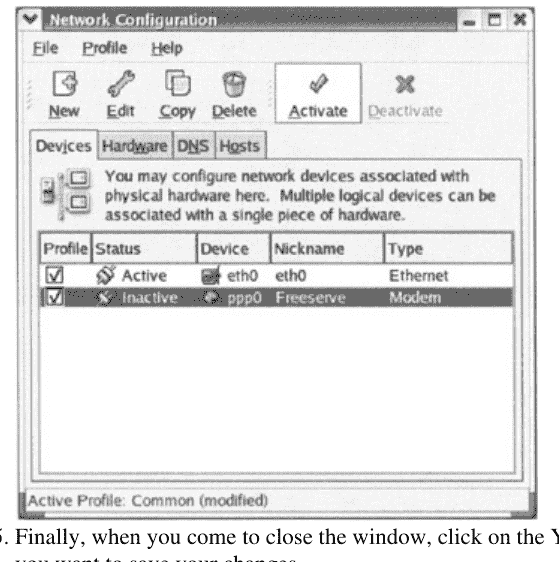 Network Configuration
File Profile Help
New Edit Copy Delete Activate Deactivate
Devices Hardware DNS Hosts
You may configure network devices associated with
physical hardware here. Multiple logical devices can be
associated with a single piece of hardware.
Profile Status Device Nickname Type
Active eth0 eth0 Ethernet
Inactive ppp0 Freeserve Modem
Active Profile: Common (modified)
5. Finally, when you come to close the window, click on the Y
you want to save your changes